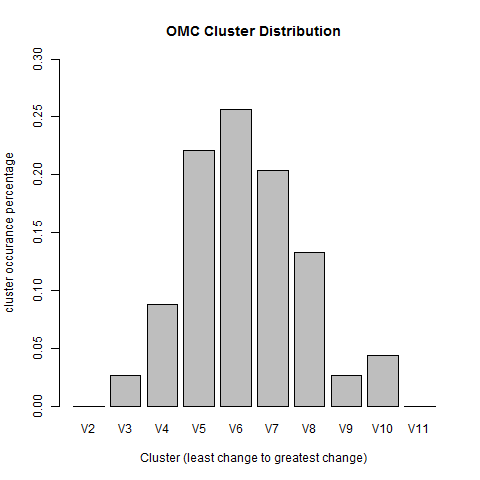 OMC Cluster Distribution
cluster occurance percentage
0.30
0.25
0.20
0.15
0.10
0.05
0.00
V2 V3 V4 V5 V6 V7 V8 V9 V10 V11
Cluster (least change to greatest change)